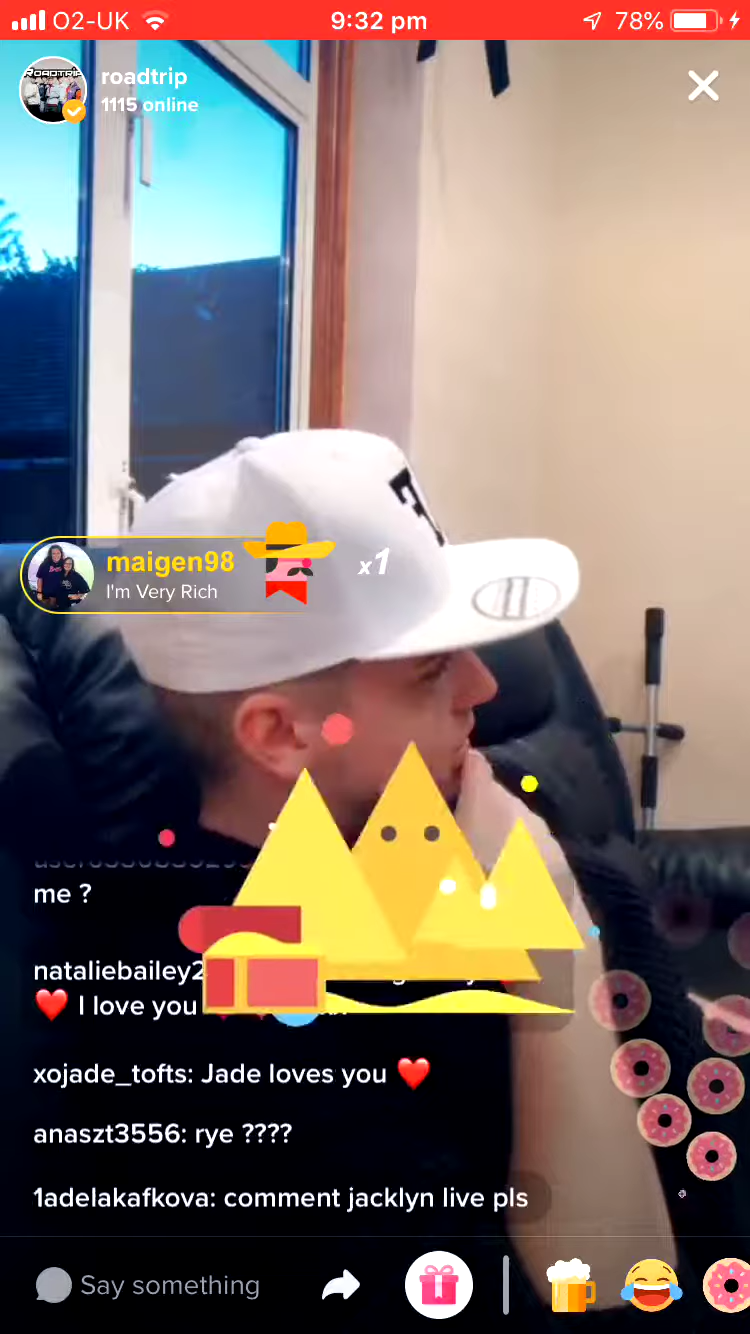 O2-UK 9:32 pm 78%
ROADTRIP
roadtrip
1115 online
maigen98
I'm Very Rich
x1
me ?
nataliebailey2
❤️ I love you
xojade_tofts: Jade loves you ❤️
anaszt3556: rye ????
1adelakafkova: comment jacklyn live pls
Say something